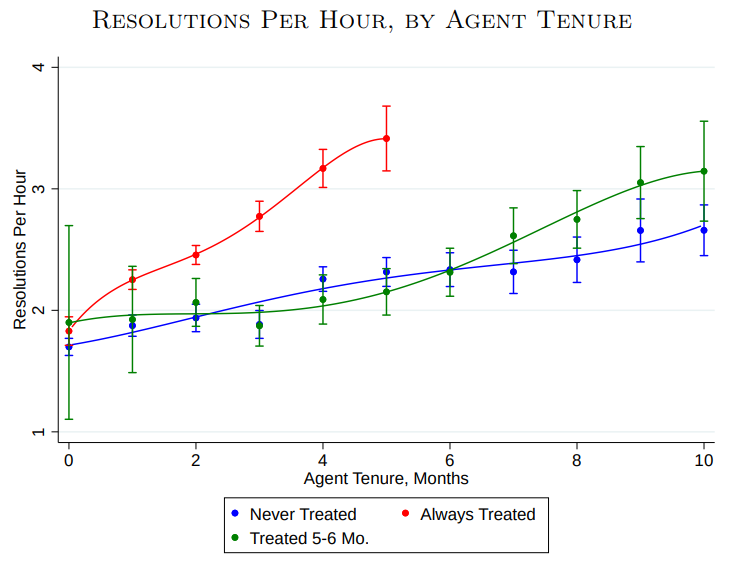 RESOLUTIONS PER HOUR, BY AGENT TENURE
4
3
2
1
Resolutions Per Hour
0 2 4 6 8 10
Agent Tenure, Months
Never Treated Always Treated
Treated 5-6 Mo.